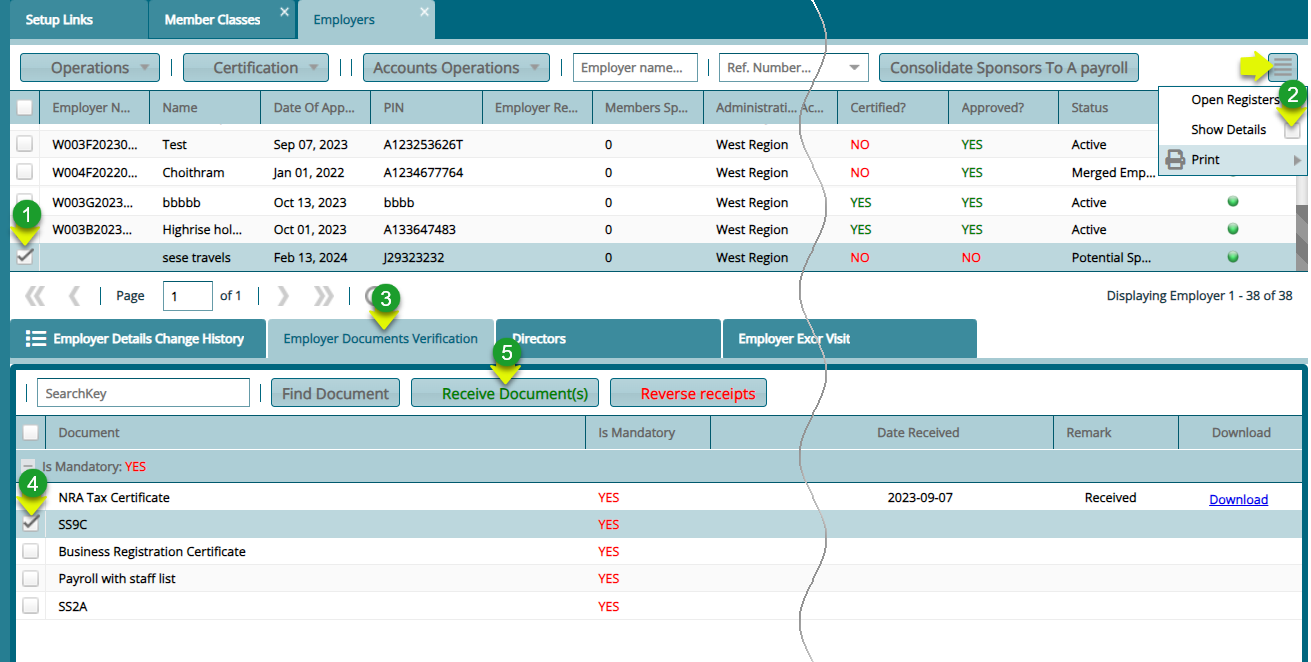 Setup Links Member Classes Employers
Operations Certification Accounts Operations Employer name... Ref. Number... Consolidate Sponsors To A payroll
Employer N... Name Date Of App... PIN Employer Re... Members Sp... Administrati... Ac... Certified? Approved? Status
Open Registers 2
Show Details
Print
W003F20230... Test Sep 07, 2023 A123253626T 0 West Region NO YES Active
W004F20220... Choithram Jan 01, 2022 A1234677764 0 West Region NO YES Merged Emp...
W003G2023... bbbbb Oct 13, 2023 bbbb 0 West Region YES YES Active
1
W003B2023... Highrise hol... Oct 01, 2023 A133647483 0 West Region YES YES Active
sese travels Feb 13, 2024 J29323232 0 West Region NO NO Potential Sp...
Page 1 of 1 Displaying Employer 1 - 38 of 38
3
Employer Details Change History Employer Documents Verification Directors Employer Exor Visit
5
SearchKey Find Document Receive Document(s) Reverse receipts
Document Is Mandatory Date Received Remark Download
Is Mandatory: YES
4
NRA Tax Certificate YES 2023-09-07 Received Download
SS9C YES
Business Registration Certificate YES
Payroll with staff list YES
SS2A YES